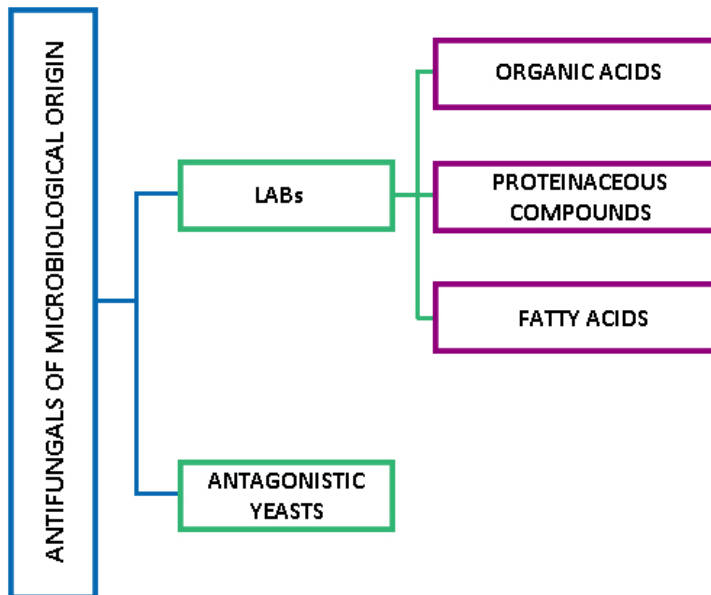 ANTIFUNGALS OF MICROBIOLOGICAL ORIGIN
LABs
ORGANIC ACIDS
PROTEINACEOUS
COMPOUNDS
FATTY ACIDS
ANTAGONISTIC
YEASTS